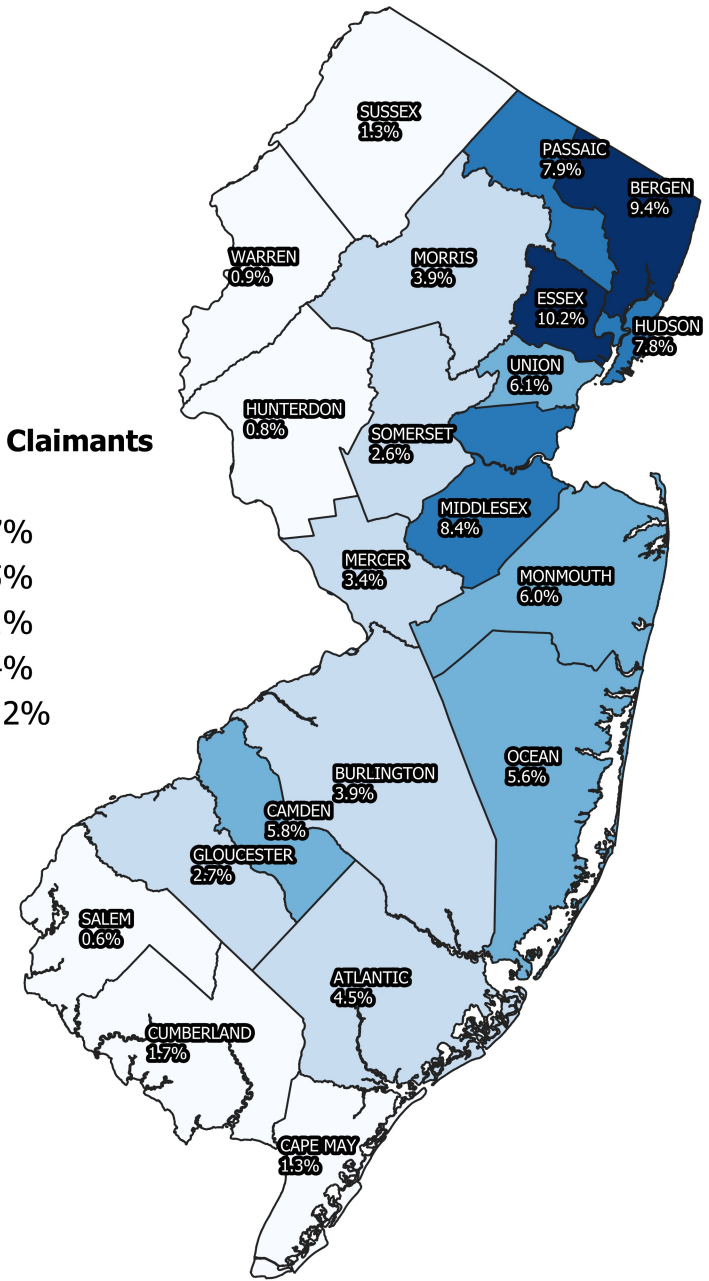 SUSSEX
1.3%
PASSAIC
7.9%
BERGEN
9.4%
WARREN
0.9%
MORRIS
3.9%
ESSEX
10.2%
HUDSON
7.8%
UNION
6.1%
HUNTERDON
0.8%
SOMERSET
2.6%
Claimants
MIDDLESEX
8.4%
7%
MERCER
3.4%
MONMOUTH
6.0%
2%
OCEAN
5.6%
BURLINGTON
3.9%
CAMDEN
5.8%
GLOUCESTER
2.7%
SALEM
0.6%
ATLANTIC
4.5%
CUMBERLAND
1.7%
CAPE MAY
1.3%